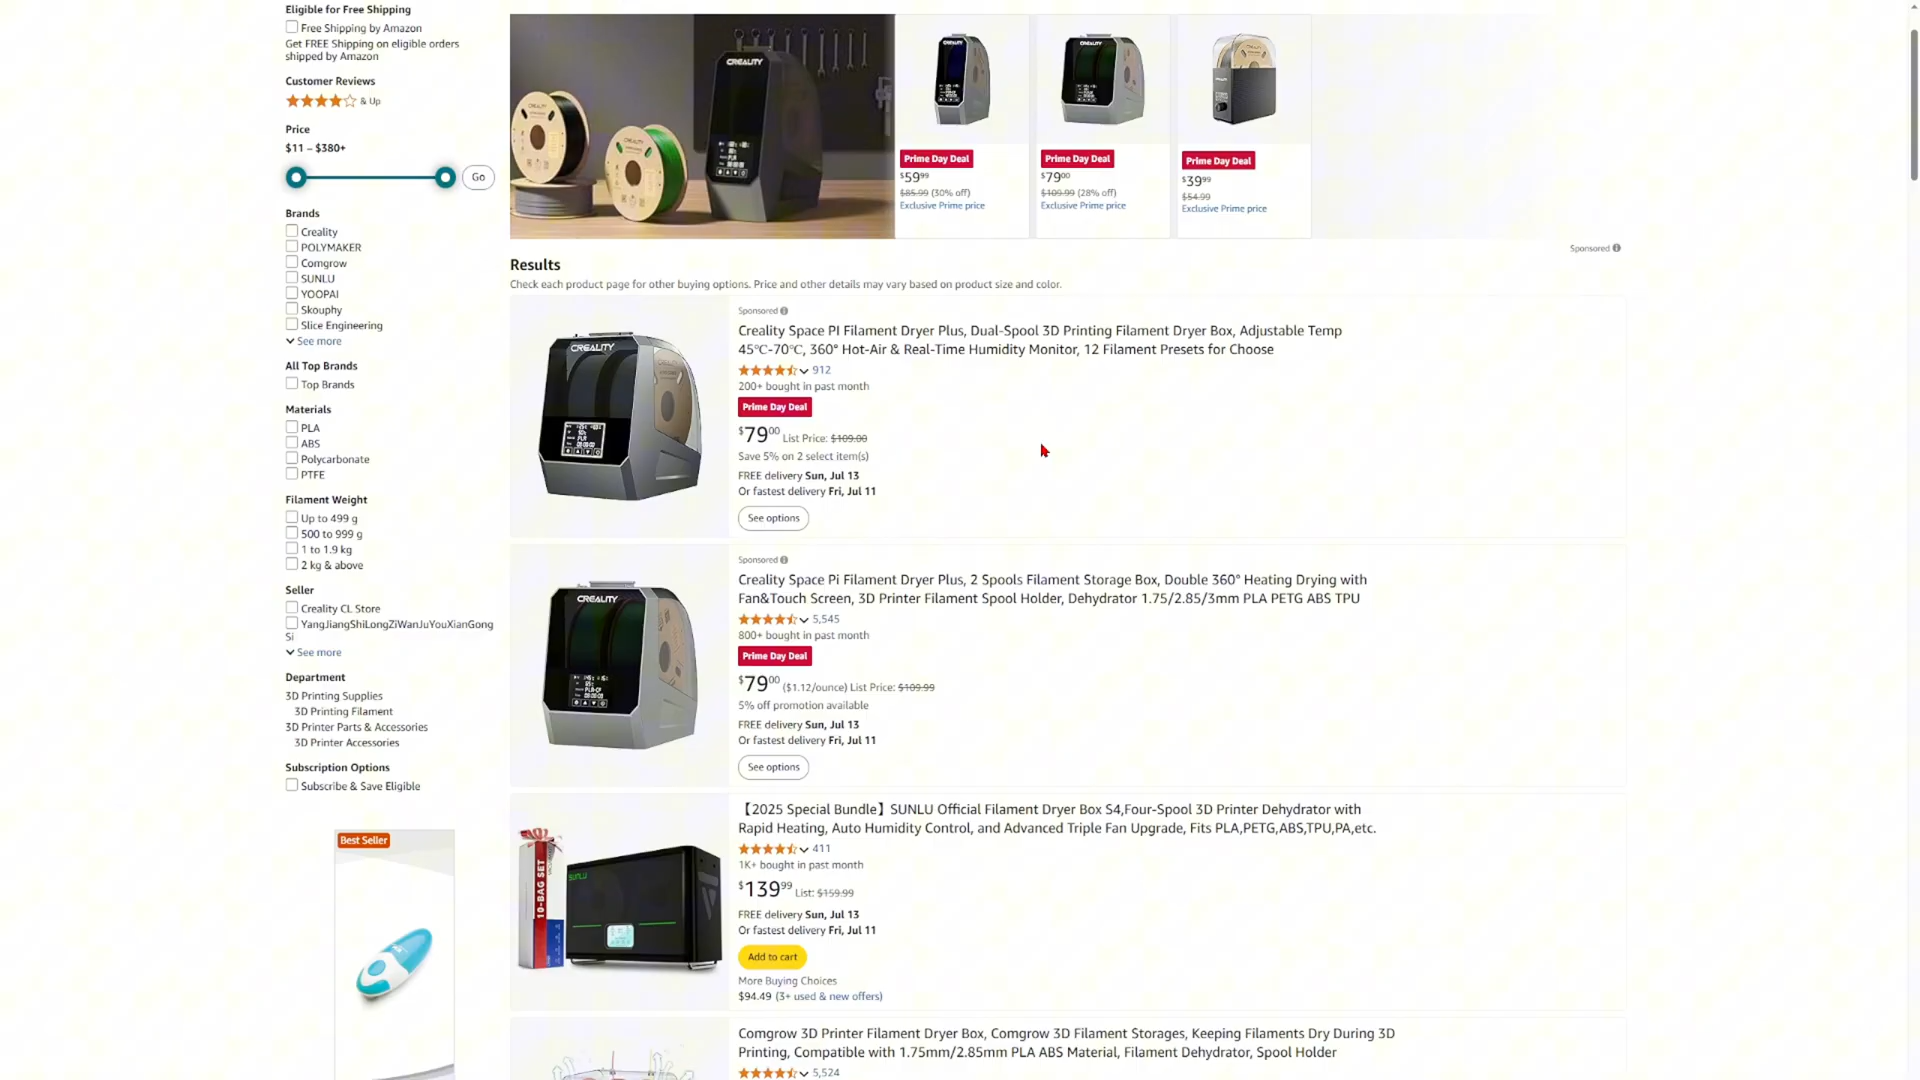 Eligible for Free Shipping
Free Shipping by Amazon
Get FREE Shipping on eligible orders
shipped by Amazon
Customer Reviews
& Up
Price
$11 – $380+
Go
Brands
Creality
POLYMAKER
Comgrow
SUNLU
YOOPAI
Skouphy
Slice Engineering
See more
All Top Brands
Top Brands
Materials
PLA
ABS
Polycarbonate
PTFE
Filament Weight
Up to 499 g
500 to 999 g
1 to 1.9 kg
2 kg & above
Seller
Creality CL Store
YangJiangShiLongZiWanJuYouXianGong
Si
See more
Department
3D Printing Supplies
3D Printing Filament
3D Printer Parts & Accessories
3D Printer Accessories
Subscription Options
Subscribe & Save Eligible
Best Seller
CREALITY
Prime Day Deal
$59.99
$85.99 (30% off)
Exclusive Prime price
Prime Day Deal
$79.00
$109.99 (28% off)
Exclusive Prime price
Prime Day Deal
$39.99
$54.99
Exclusive Prime price
Sponsored
Results
Check each product page for other buying options. Price and other details may vary based on product size and color.
CREALITY
Sponsored
Creality Space PI Filament Dryer Plus, Dual-Spool 3D Printing Filament Dryer Box, Adjustable Temp
45℃-70℃, 360° Hot-Air & Real-Time Humidity Monitor, 12 Filament Presets for Choose
912
200+ bought in past month
Prime Day Deal
$79.00 List Price: $109.00
Save 5% on 2 select item(s)
FREE delivery Sun, Jul 13
Or fastest delivery Fri, Jul 11
See options
CREALITY
Sponsored
Creality Space Pi Filament Dryer Plus, 2 Spools Filament Storage Box, Double 360° Heating Drying with
Fan&Touch Screen, 3D Printer Filament Spool Holder, Dehydrator 1.75/2.85/3mm PLA PETG ABS TPU
5,545
800+ bought in past month
Prime Day Deal
$79.00 ($1.12/ounce) List Price: $109.99
5% off promotion available
FREE delivery Sun, Jul 13
Or fastest delivery Fri, Jul 11
See options
10-BAG SET
SUNLU
【2025 Special Bundle】SUNLU Official Filament Dryer Box S4,Four-Spool 3D Printer Dehydrator with
Rapid Heating, Auto Humidity Control, and Advanced Triple Fan Upgrade, Fits PLA,PETG,ABS,TPU,PA,etc.
411
1K+ bought in past month
$139.99 List: $159.99
FREE delivery Sun, Jul 13
Or fastest delivery Fri, Jul 11
Add to cart
More Buying Choices
$94.49 (3+ used & new offers)
Comgrow 3D Printer Filament Dryer Box, Comgrow 3D Filament Storages, Keeping Filaments Dry During 3D
Printing, Compatible with 1.75mm/2.85mm PLA ABS Material, Filament Dehydrator, Spool Holder
5,524